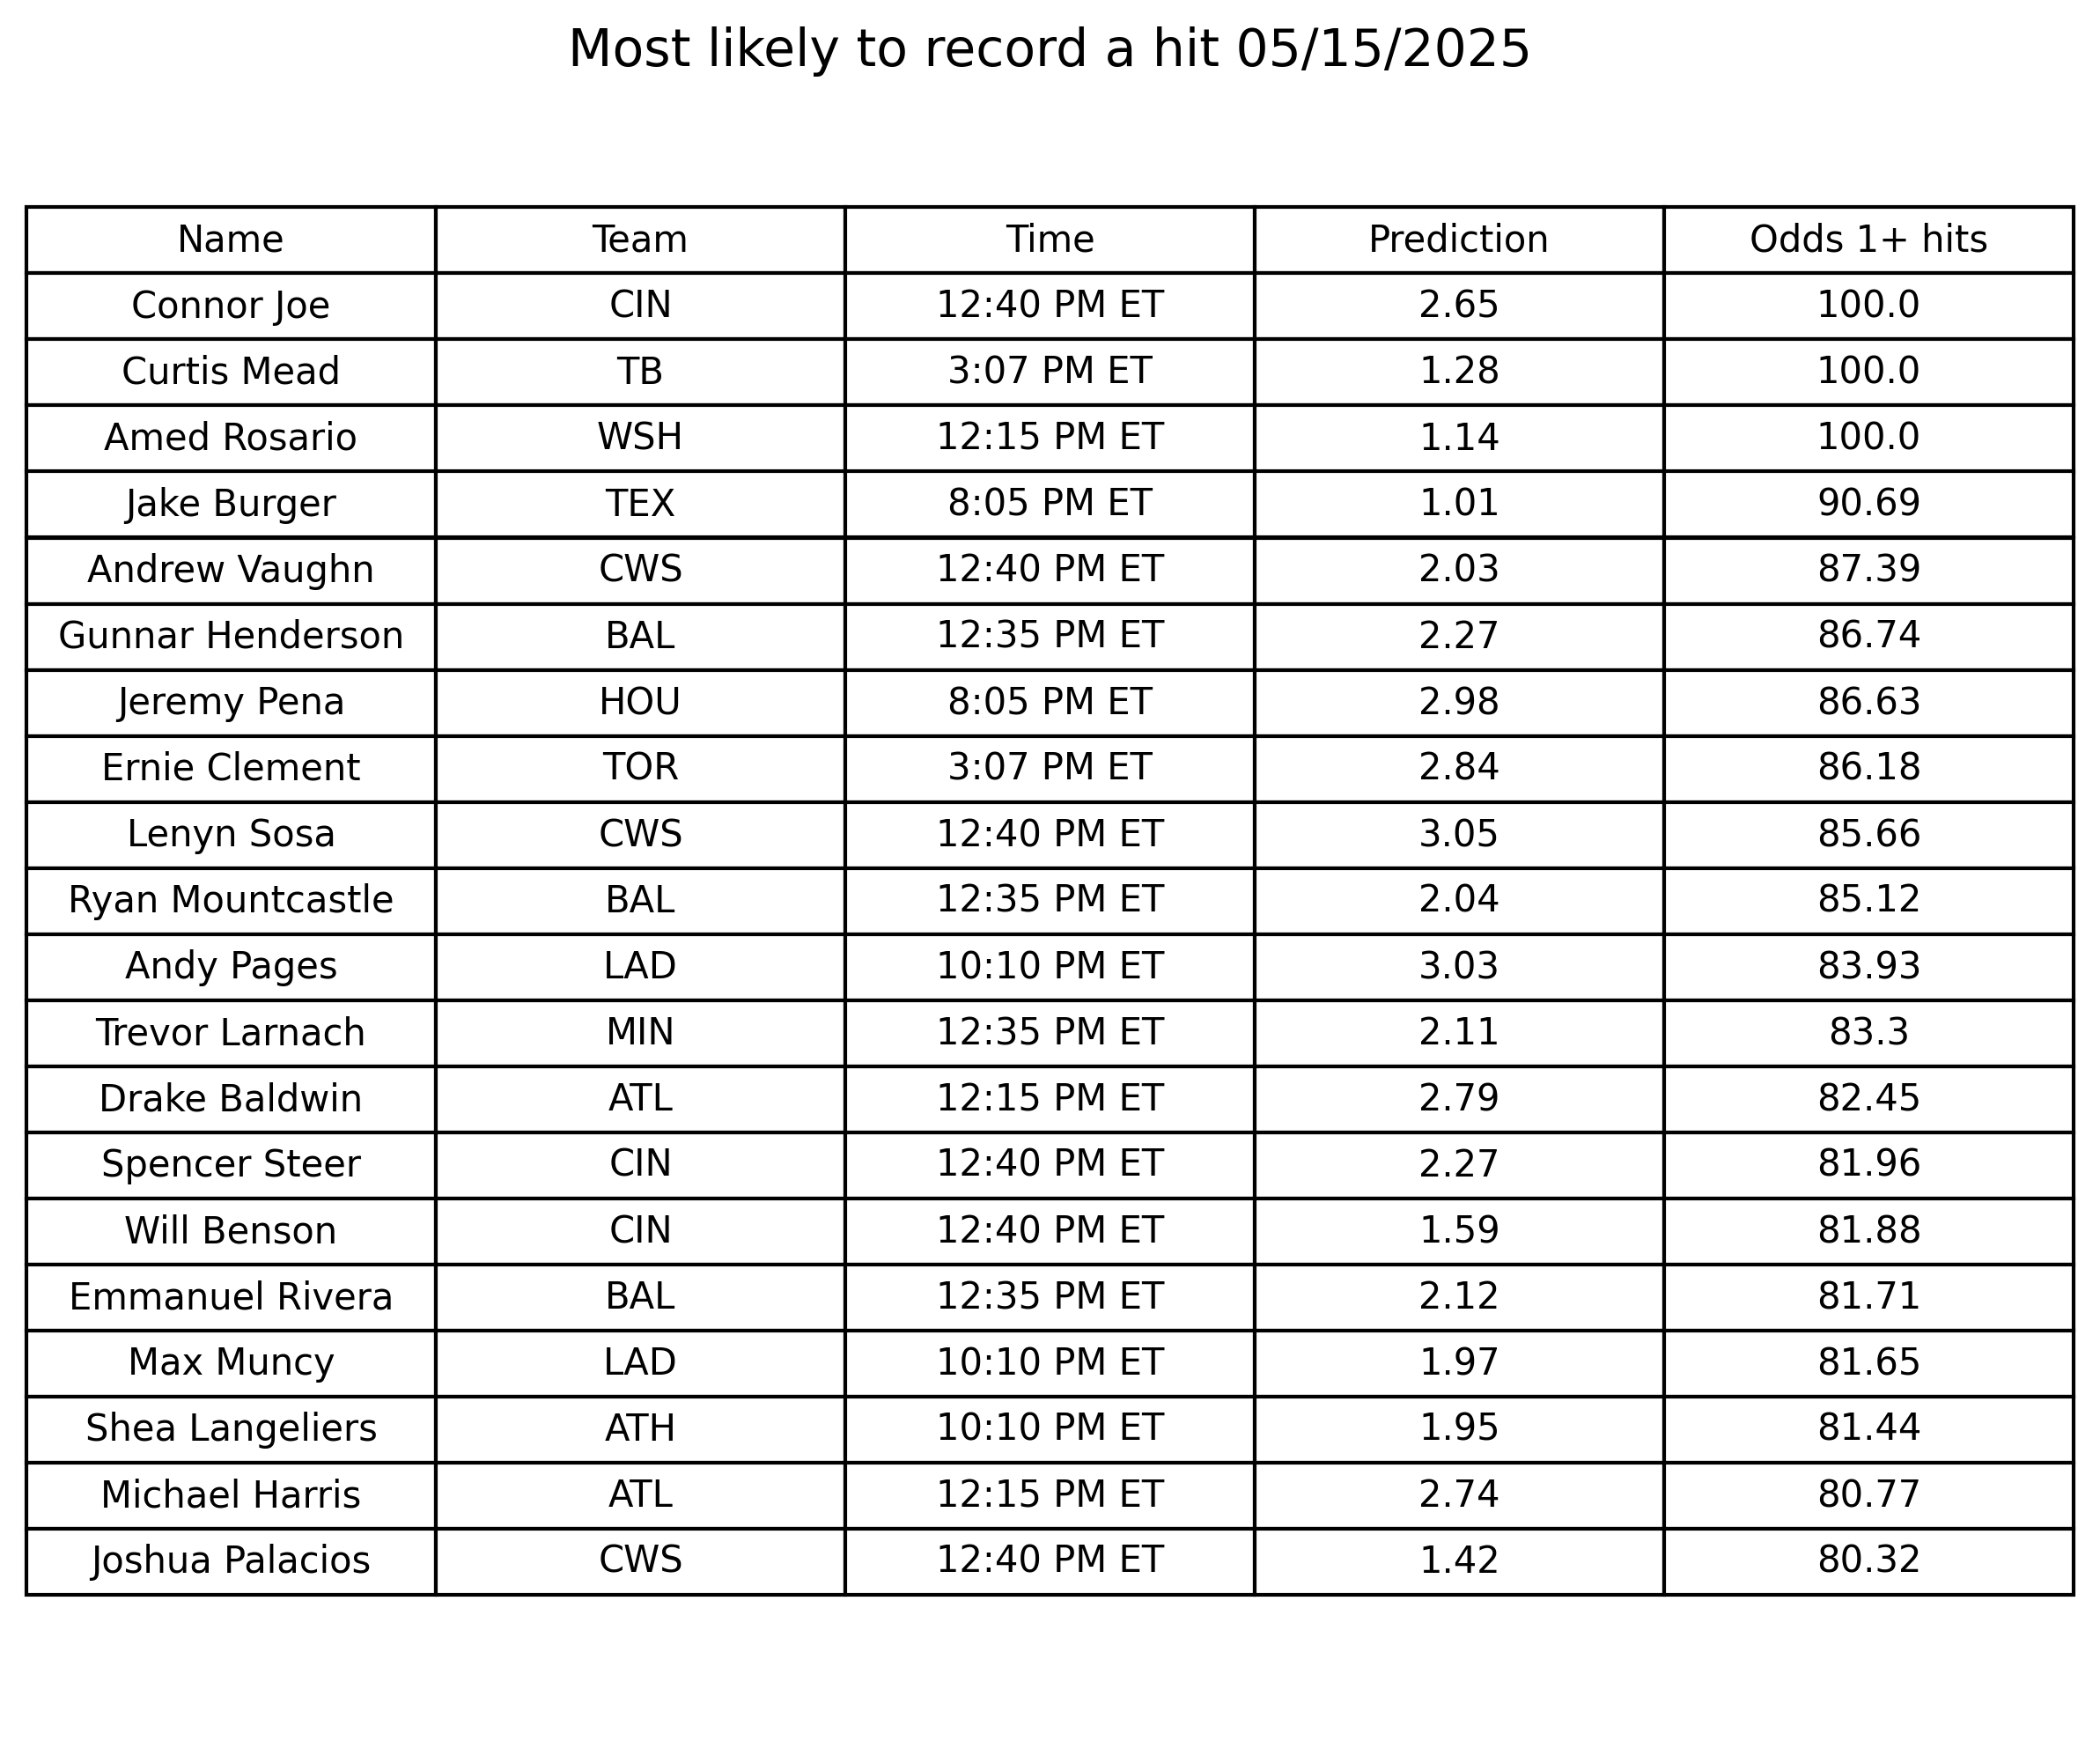 Most likely to record a hit 05/15/2025
Name Team Time Prediction Odds 1+ hits
Connor Joe CIN 12:40 PM ET 2.65 100.0
Curtis Mead TB 3:07 PM ET 1.28 100.0
Amed Rosario WSH 12:15 PM ET 1.14 100.0
Jake Burger TEX 8:05 PM ET 1.01 90.69
Andrew Vaughn CWS 12:40 PM ET 2.03 87.39
Gunnar Henderson BAL 12:35 PM ET 2.27 86.74
Jeremy Pena HOU 8:05 PM ET 2.98 86.63
Ernie Clement TOR 3:07 PM ET 2.84 86.18
Lenyn Sosa CWS 12:40 PM ET 3.05 85.66
Ryan Mountcastle BAL 12:35 PM ET 2.04 85.12
Andy Pages LAD 10:10 PM ET 3.03 83.93
Trevor Larnach MIN 12:35 PM ET 2.11 83.3
Drake Baldwin ATL 12:15 PM ET 2.79 82.45
Spencer Steer CIN 12:40 PM ET 2.27 81.96
Will Benson CIN 12:40 PM ET 1.59 81.88
Emmanuel Rivera BAL 12:35 PM ET 2.12 81.71
Max Muncy LAD 10:10 PM ET 1.97 81.65
Shea Langeliers ATH 10:10 PM ET 1.95 81.44
Michael Harris ATL 12:15 PM ET 2.74 80.77
Joshua Palacios CWS 12:40 PM ET 1.42 80.32